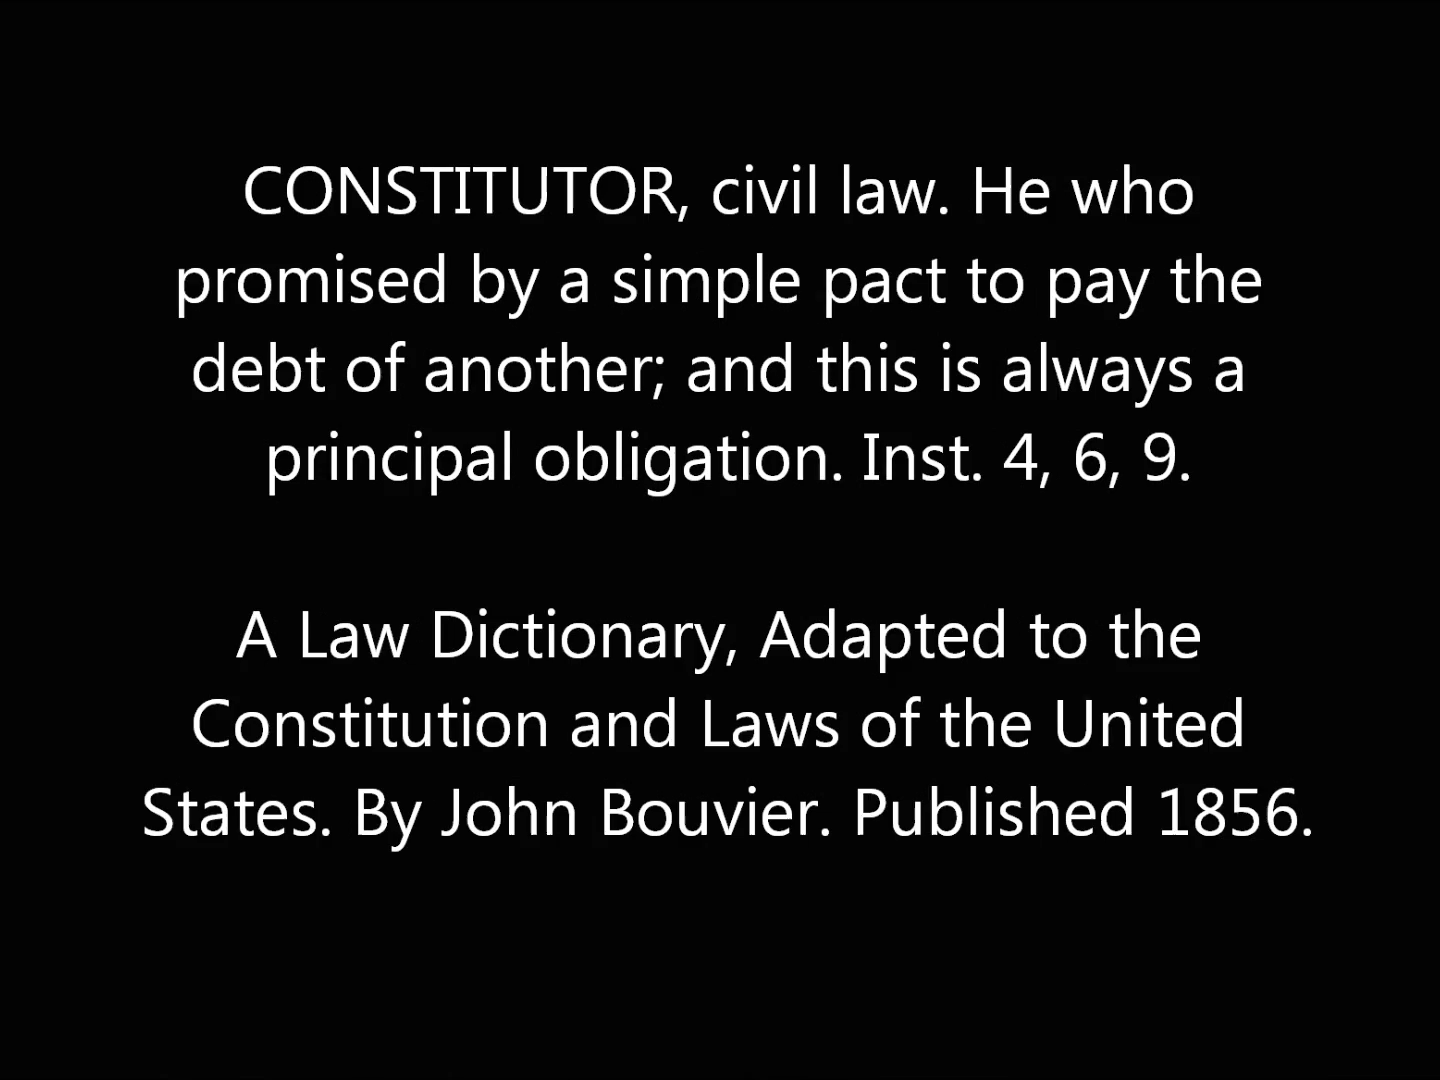 CONSTITUTOR, civil law. He who
promised by a simple pact to pay the
debt of another; and this is always a
principal obligation. Inst. 4, 6, 9.
A Law Dictionary, Adapted to the
Constitution and Laws of the United
States. By John Bouvier. Published 1856.